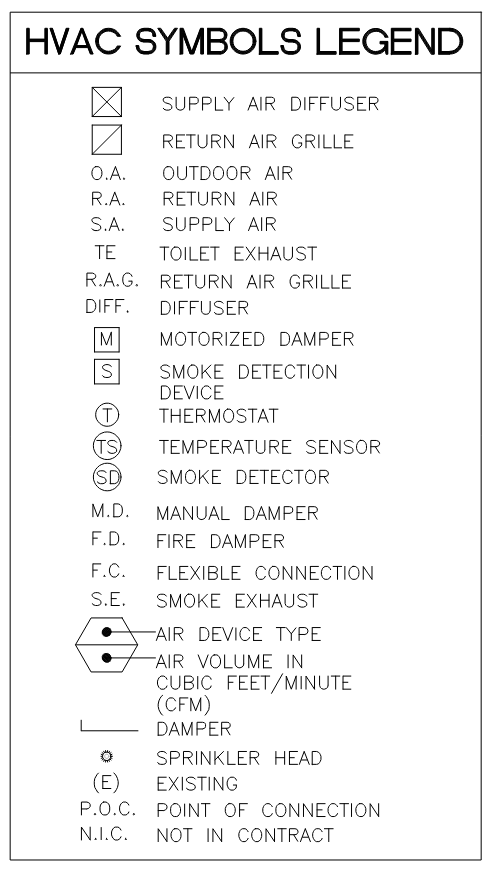 HVAC SYMBOLS LEGEND
SUPPLY AIR DIFFUSER
RETURN AIR GRILLE
O.A. OUTDOOR AIR
R.A. RETURN AIR
S.A. SUPPLY AIR
TE TOILET EXHAUST
R.A.G. RETURN AIR GRILLE
DIFF. DIFFUSER
M MOTORIZED DAMPER
S SMOKE DETECTION
DEVICE
T THERMOSTAT
TS TEMPERATURE SENSOR
SD SMOKE DETECTOR
M.D. MANUAL DAMPER
F.D. FIRE DAMPER
F.C. FLEXIBLE CONNECTION
S.E. SMOKE EXHAUST
AIR DEVICE TYPE
AIR VOLUME IN
CUBIC FEET/MINUTE
(CFM)
DAMPER
SPRINKLER HEAD
(E) EXISTING
P.O.C. POINT OF CONNECTION
N.I.C. NOT IN CONTRACT